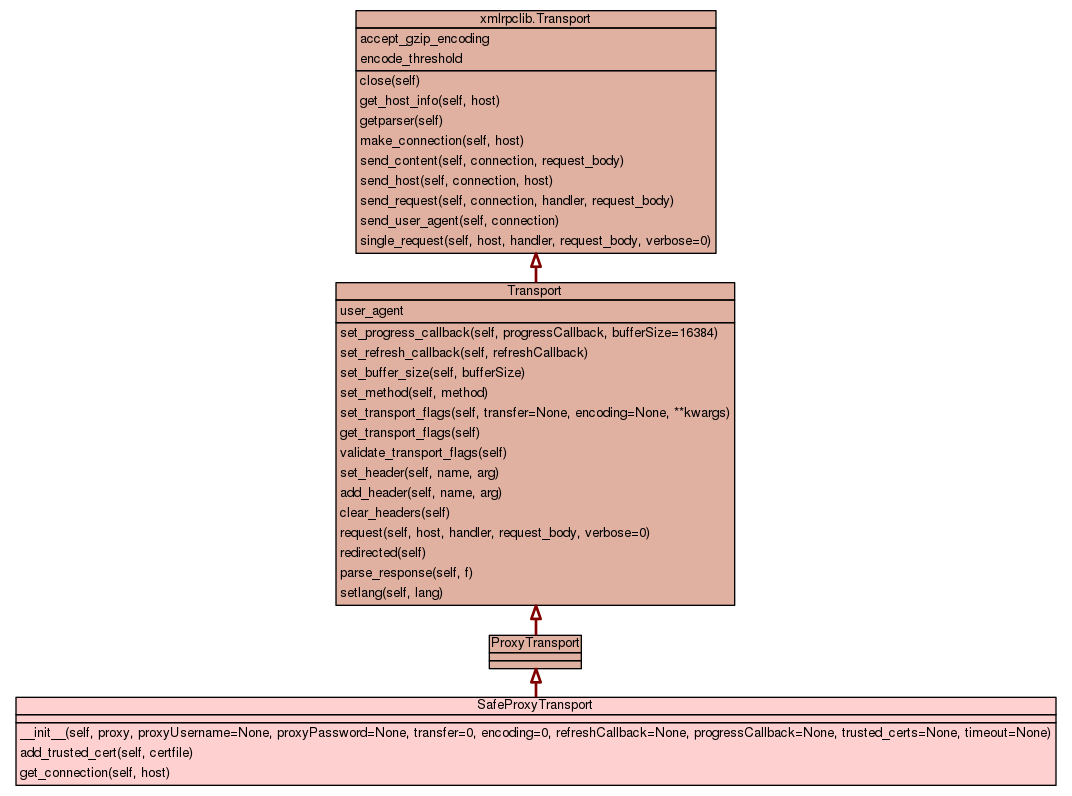 xmlrpclib.Transport
accept_gzip_encoding
encode_threshold
close(self)
get_host_info(self, host)
getparser(self)
make_connection(self, host)
send_content(self, connection, request_body)
send_host(self, connection, host)
send_request(self, connection, handler, request_body)
send_user_agent(self, connection)
single_request(self, host, handler, request_body, verbose=0)
Transport
user_agent
set_progress_callback(self, progressCallback, bufferSize=16384)
set_refresh_callback(self, refreshCallback)
set_buffer_size(self, bufferSize)
set_method(self, method)
set_transport_flags(self, transfer=None, encoding=None, **kwargs)
get_transport_flags(self)
validate_transport_flags(self)
set_header(self, name, arg)
add_header(self, name, arg)
clear_headers(self)
request(self, host, handler, request_body, verbose=0)
redirected(self)
parse_response(self, f)
setlang(self, lang)
ProxyTransport
SafeProxyTransport
__init__(self, proxy, proxyUsername=None, proxyPassword=None, transfer=0, encoding=0, refreshCallback=None, progressCallback=None, trusted_certs=None, timeout=None)
add_trusted_cert(self, certfile)
get_connection(self, host)